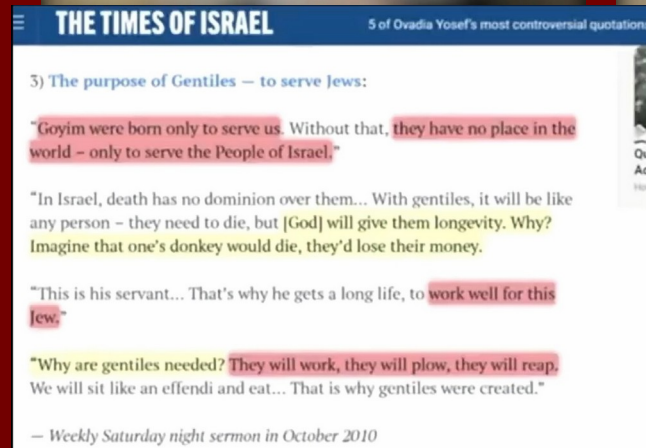 THE TIMES OF ISRAEL
5 of Ovadia Yosef's most controversial quotations
3) The purpose of Gentiles — to serve Jews:
"Goyim were born only to serve us. Without that, they have no place in the
world – only to serve the People of Israel."
"In Israel, death has no dominion over them... With gentiles, it will be like
any person – they need to die, but [God] will give them longevity. Why?
Imagine that one's donkey would die, they'd lose their money.
"This is his servant... That's why he gets a long life, to work well for this
Jew."
"Why are gentiles needed? They will work, they will plow, they will reap.
We will sit like an effendi and eat... That is why gentiles were created."
— Weekly Saturday night sermon in October 2010